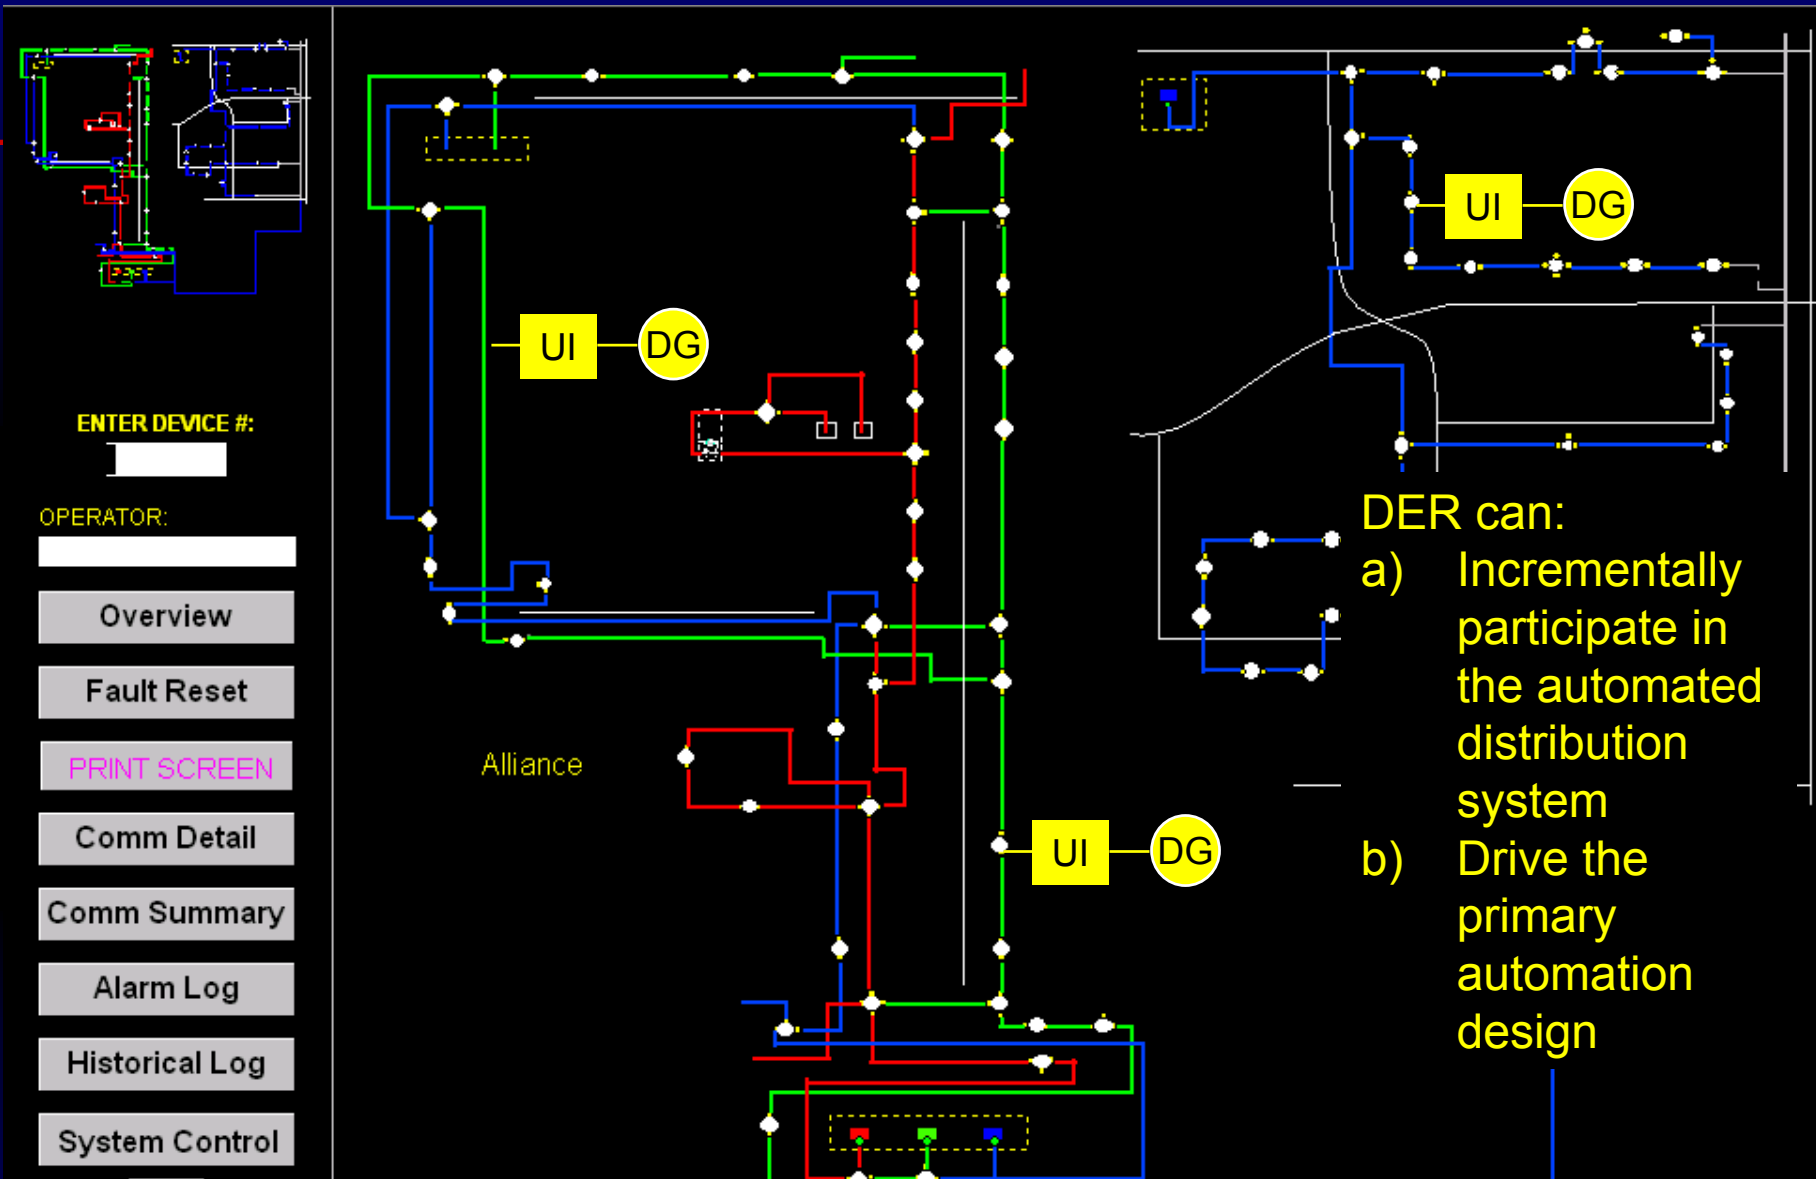 UI
DG
UI
DG
ENTER DEVICE #:
OPERATOR:
Overview
Fault Reset
PRINT SCREEN
Comm Detail
Comm Summary
Alarm Log
Historical Log
System Control
Alliance
UI
DG
DER can:
a) Incrementally
participate in
the automated
distribution
system
b) Drive the
primary
automation
design